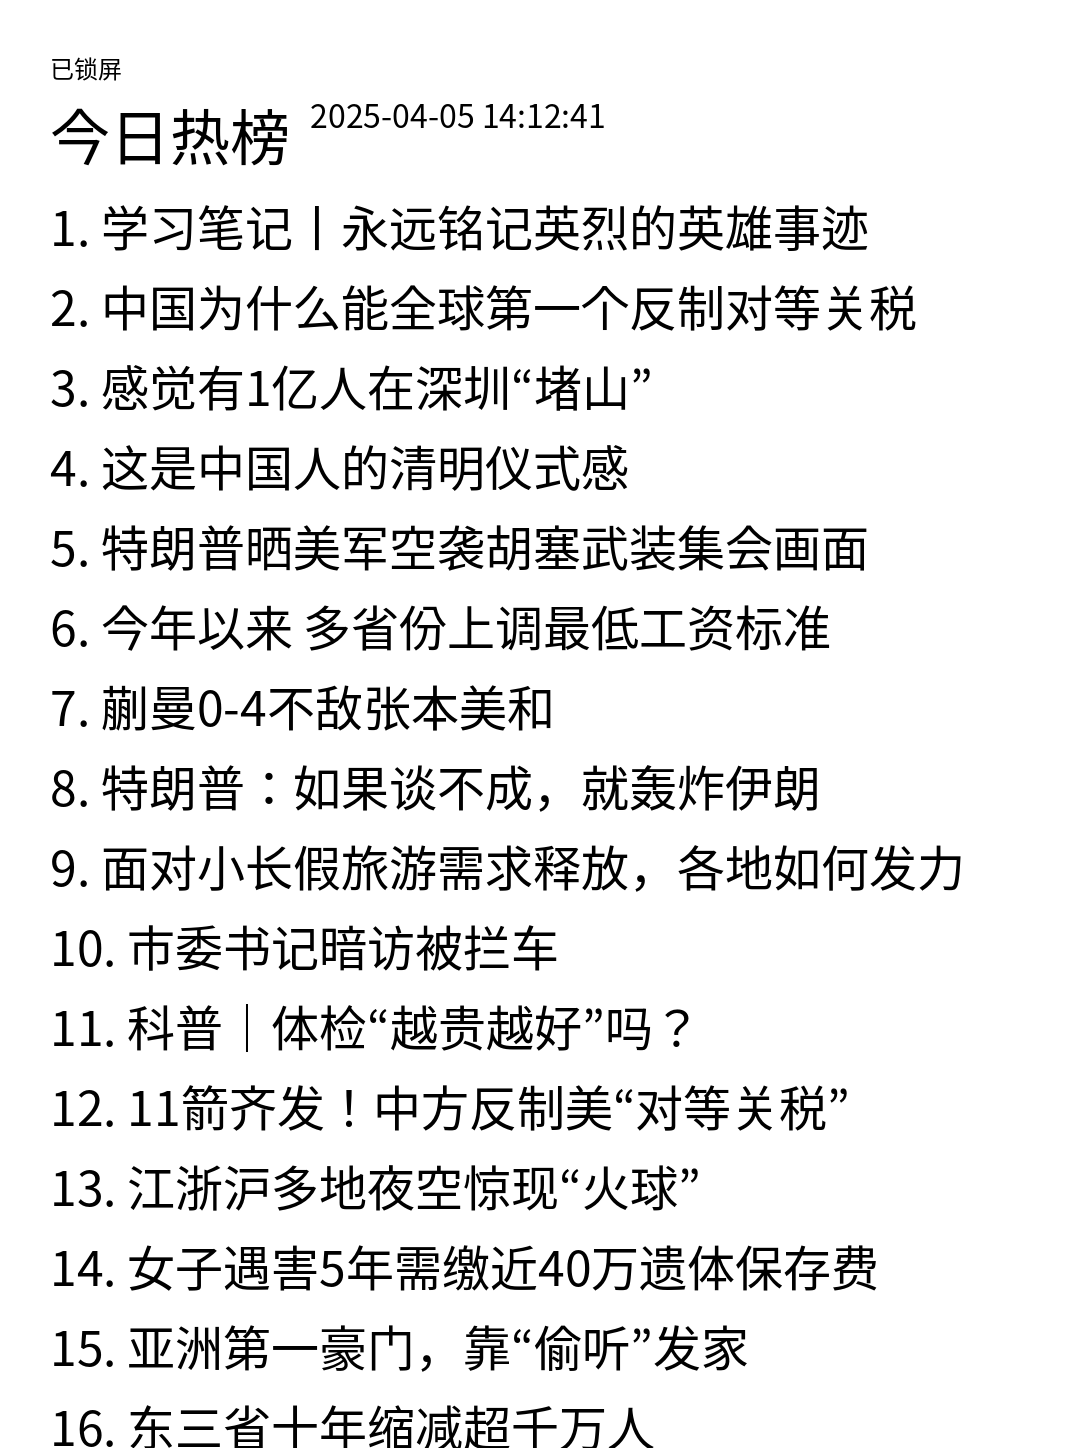 已锁屏
今日热榜 2025-04-05 14:12:41
1. 学习笔记丨永远铭记英烈的英雄事迹
2. 中国为什么能全球第一个反制对等关税
3. 感觉有1亿人在深圳“堵山”
4. 这是中国人的清明仪式感
5. 特朗普晒美军空袭胡塞武装集会画面
6. 今年以来 多省份上调最低工资标准
7. 蒯曼0-4不敌张本美和
8. 特朗普：如果谈不成，就轰炸伊朗
9. 面对小长假旅游需求释放，各地如何发力
10. 市委书记暗访被拦车
11. 科普｜体检“越贵越好”吗？
12. 11箭齐发！中方反制美“对等关税”
13. 江浙沪多地夜空惊现“火球”
14. 女子遇害5年需缴近40万遗体保存费
15. 亚洲第一豪门，靠“偷听”发家
16. 东三省十年缩减超千万人